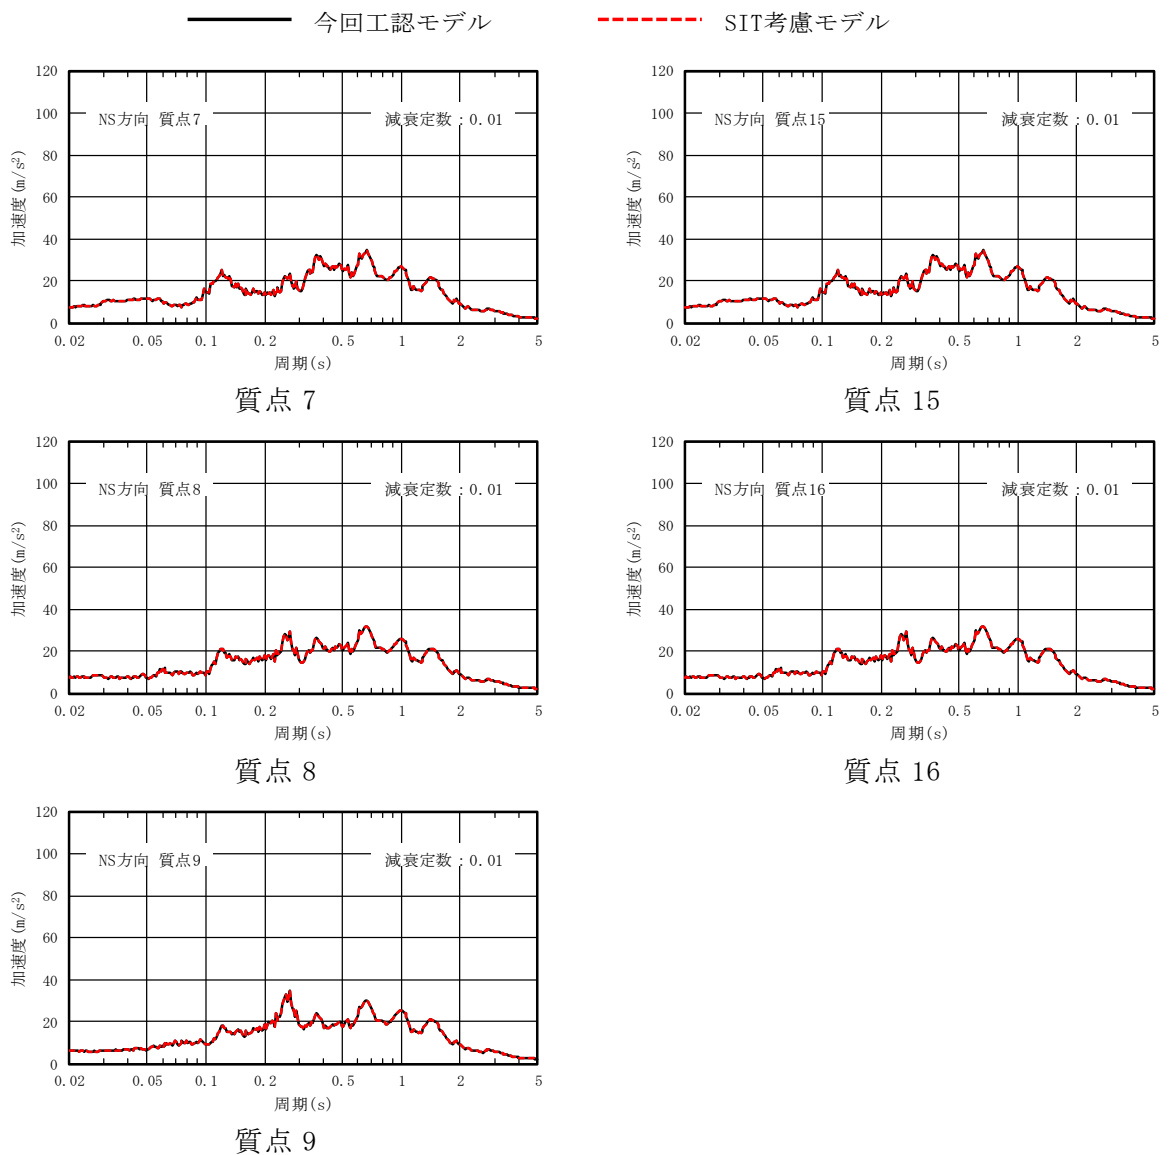 今回工認モデル SIT考慮モデル
120
100
80
60
40
20
0
加速度(m/s²)
NS方向 質点7 減衰定数:0.01
0.02 0.05 0.1 0.2 0.5 1 2 5
周期(s)
質点 7
120
100
80
60
40
20
0
加速度(m/s²)
NS方向 質点15 減衰定数:0.01
0.02 0.05 0.1 0.2 0.5 1 2 5
周期(s)
質点 15
120
100
80
60
40
20
0
加速度(m/s²)
NS方向 質点8 減衰定数:0.01
0.02 0.05 0.1 0.2 0.5 1 2 5
周期(s)
質点 8
120
100
80
60
40
20
0
加速度(m/s²)
NS方向 質点16 減衰定数:0.01
0.02 0.05 0.1 0.2 0.5 1 2 5
周期(s)
質点 16
120
100
80
60
40
20
0
加速度(m/s²)
NS方向 質点9 減衰定数:0.01
0.02 0.05 0.1 0.2 0.5 1 2 5
周期(s)
質点 9